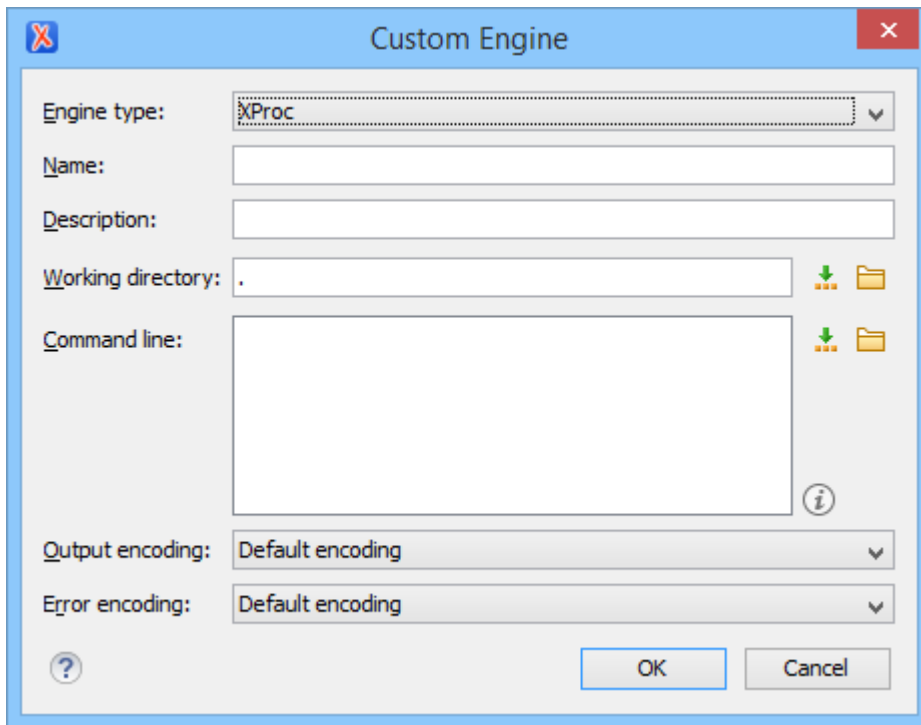 Custom Engine
Engine type: XProc
Name:
Description:
Working directory: .
Command line:
Output encoding: Default encoding
Error encoding: Default encoding
OK Cancel